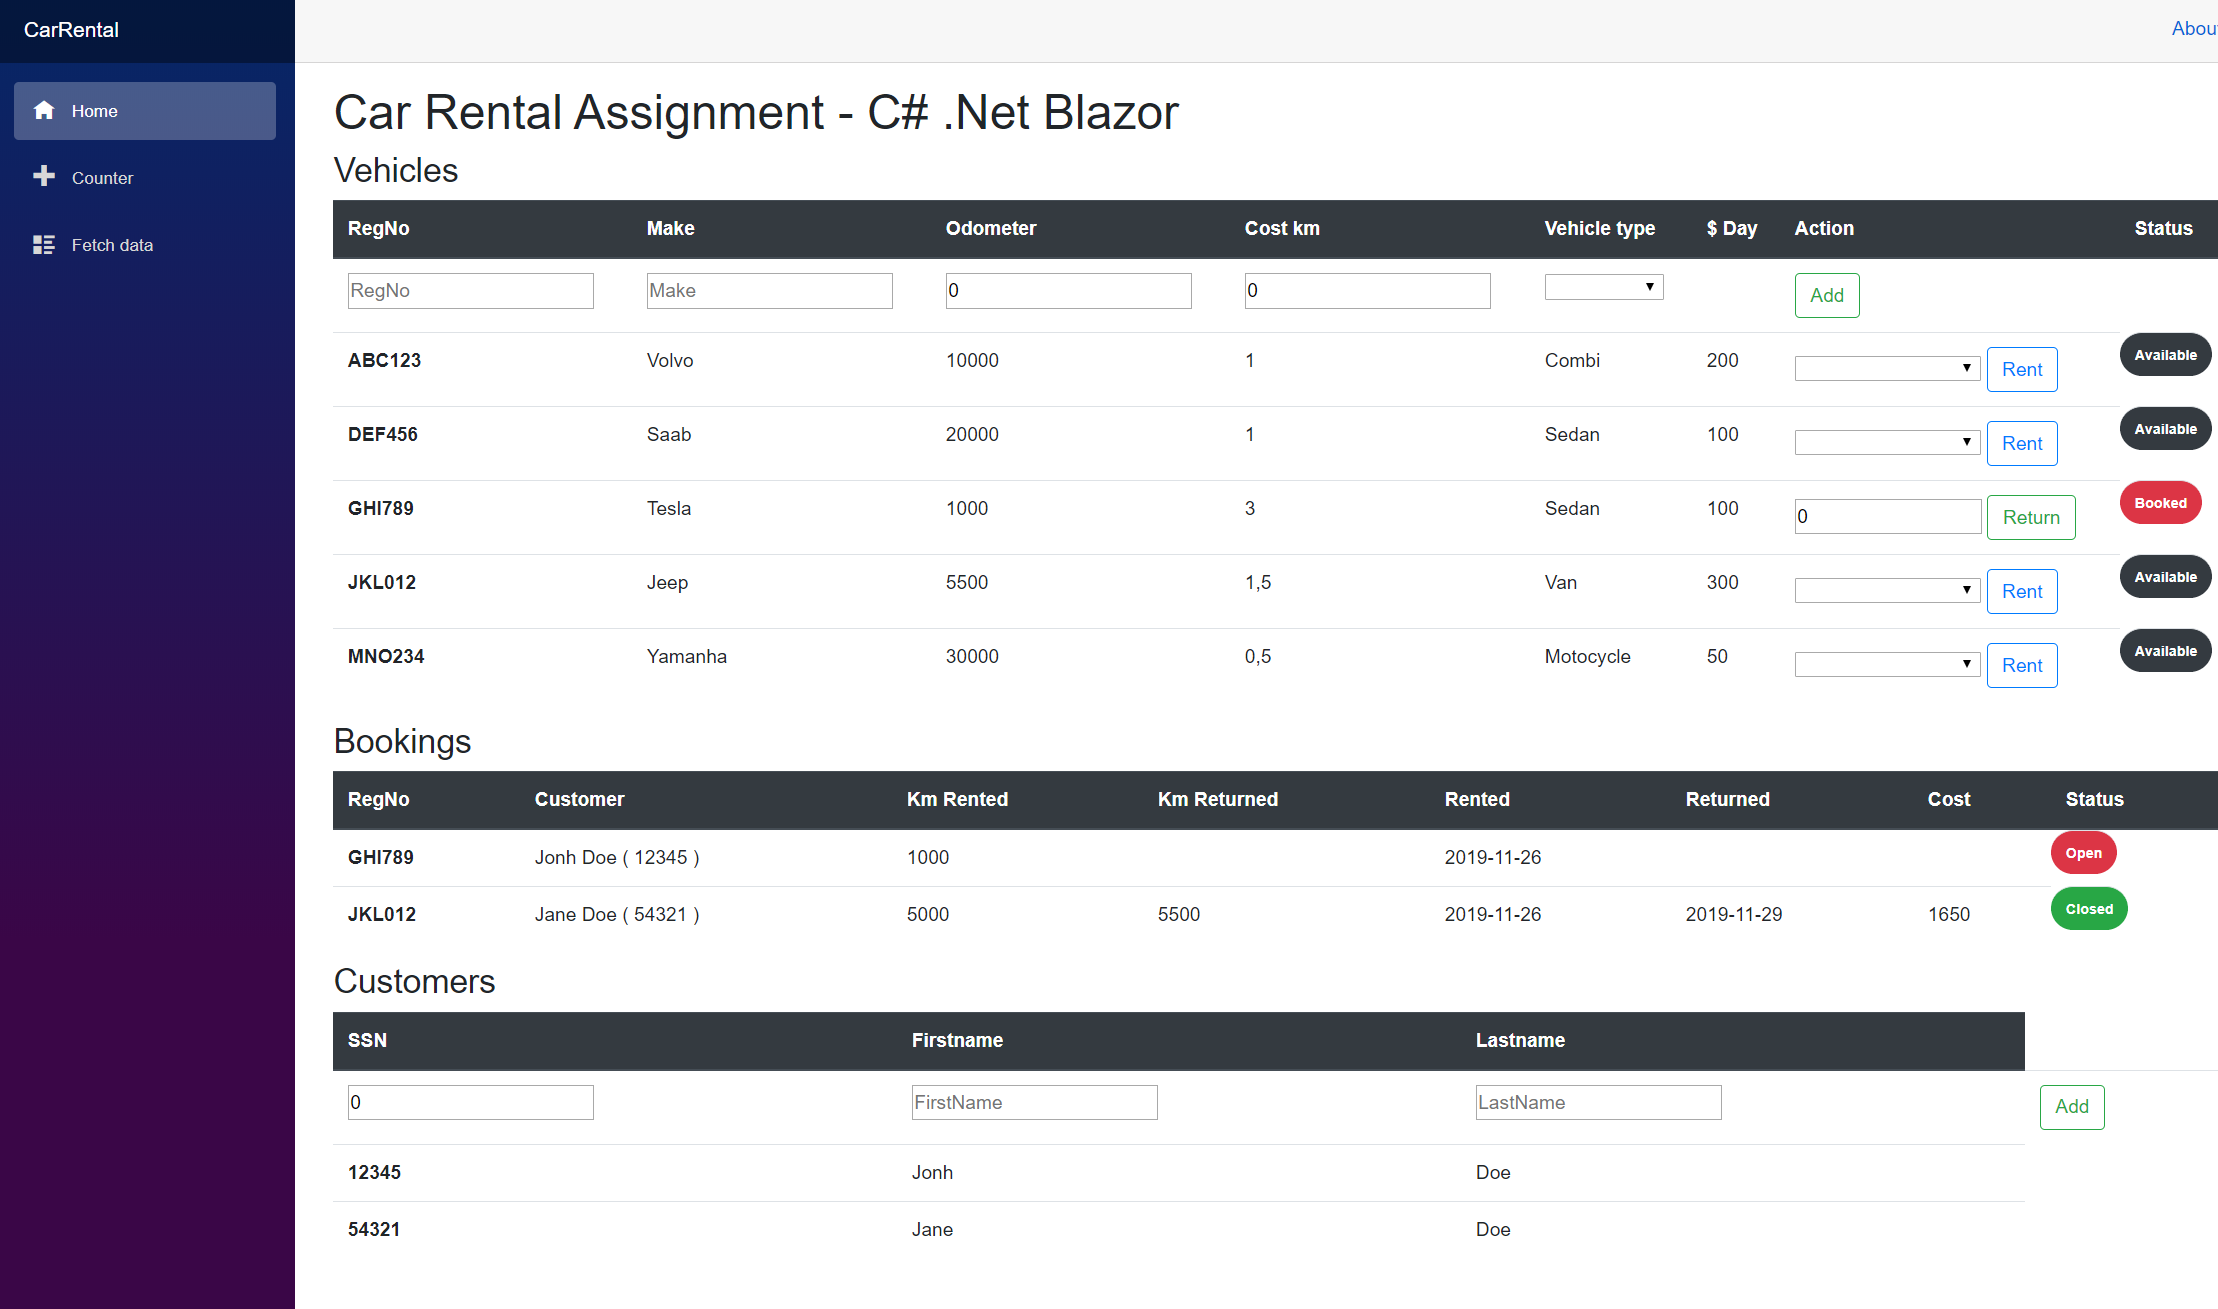 CarRental
Abou
Home
Counter
Fetch data
Car Rental Assignment - C# .Net Blazor
Vehicles
RegNo Make Odometer Cost km Vehicle type $ Day Action Status
RegNo Make 0 0 Add
ABC123 Volvo 10000 1 Combi 200 Rent Available
DEF456 Saab 20000 1 Sedan 100 Rent Available
GHI789 Tesla 1000 3 Sedan 100 0 Return Booked
JKL012 Jeep 5500 1,5 Van 300 Rent Available
MNO234 Yamanha 30000 0,5 Motocycle 50 Rent Available
Bookings
RegNo Customer Km Rented Km Returned Rented Returned Cost Status
GHI789 Jonh Doe ( 12345 ) 1000 2019-11-26 Open
JKL012 Jane Doe ( 54321 ) 5000 5500 2019-11-26 2019-11-29 1650 Closed
Customers
SSN Firstname Lastname
0 FirstName LastName Add
12345 Jonh Doe
54321 Jane Doe